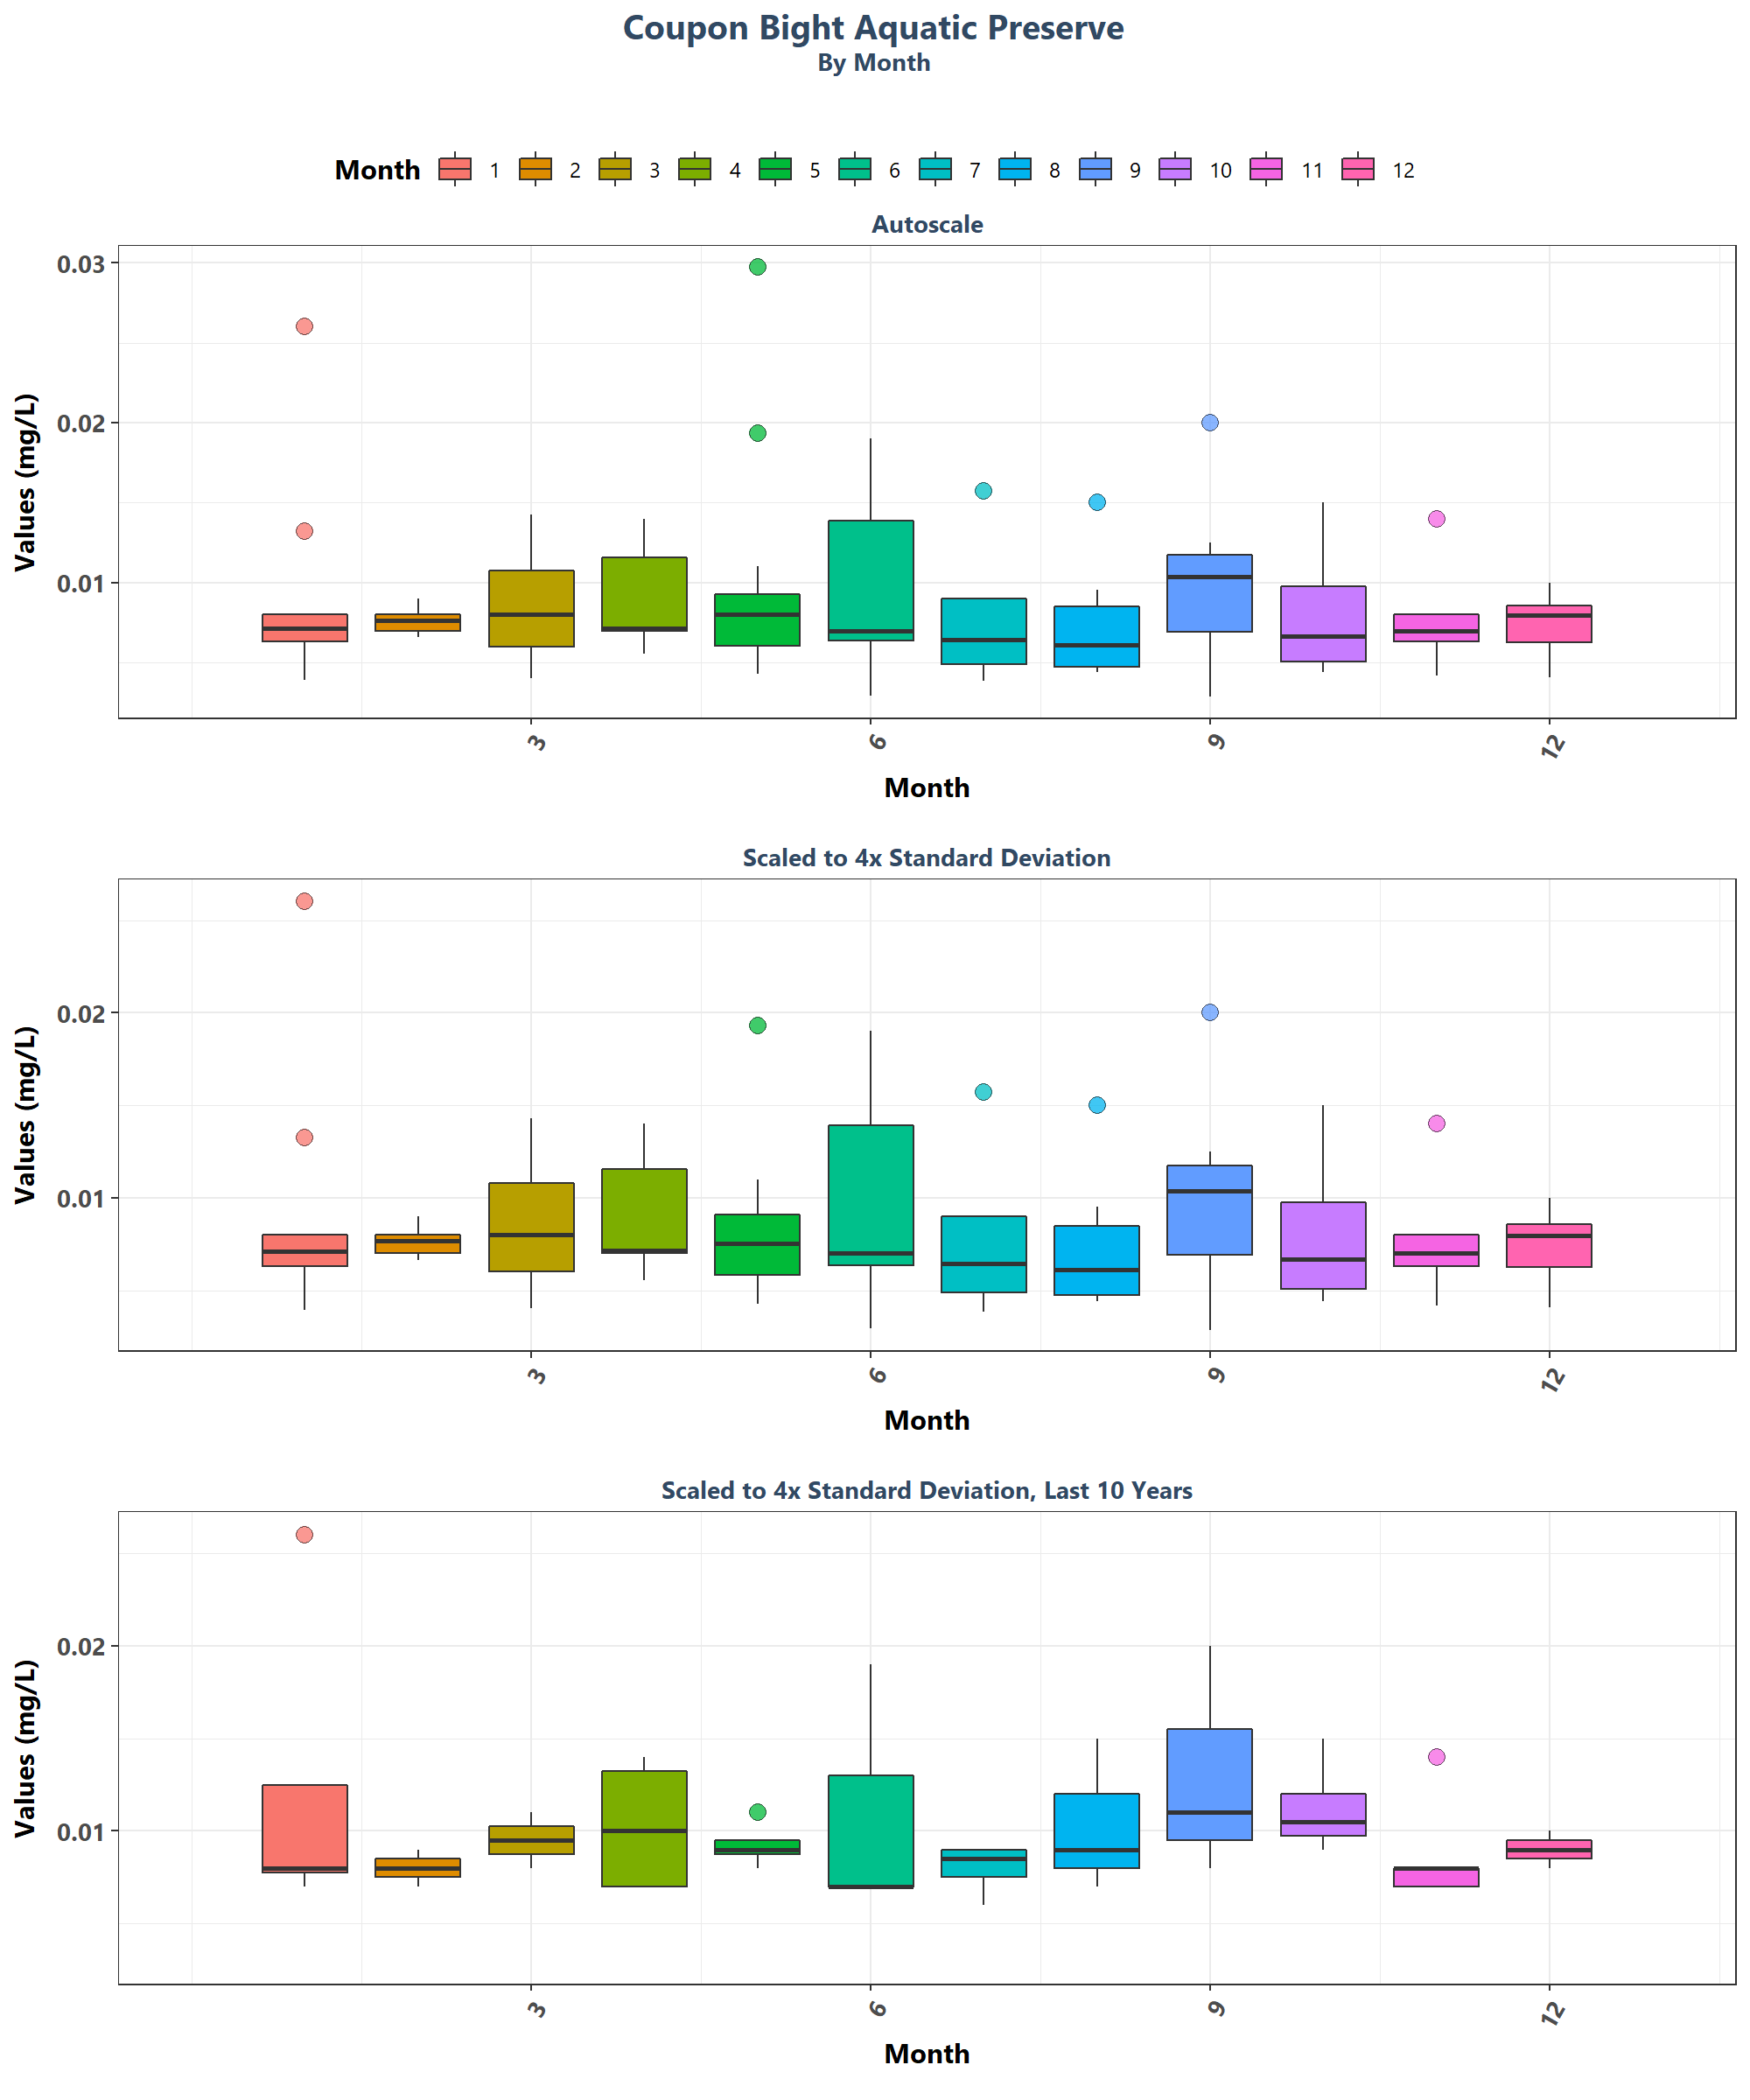 Coupon Bight Aquatic Preserve
By Month
Month 1 2 3 4 5 6 7 8 9 10 11 12
Autoscale
0.03
0.02
0.01
Values (mg/L)
3 6 9 12
Month
Scaled to 4x Standard Deviation
0.02
0.01
Values (mg/L)
3 6 9 12
Month
Scaled to 4x Standard Deviation, Last 10 Years
0.02
0.01
Values (mg/L)
3 6 9 12
Month